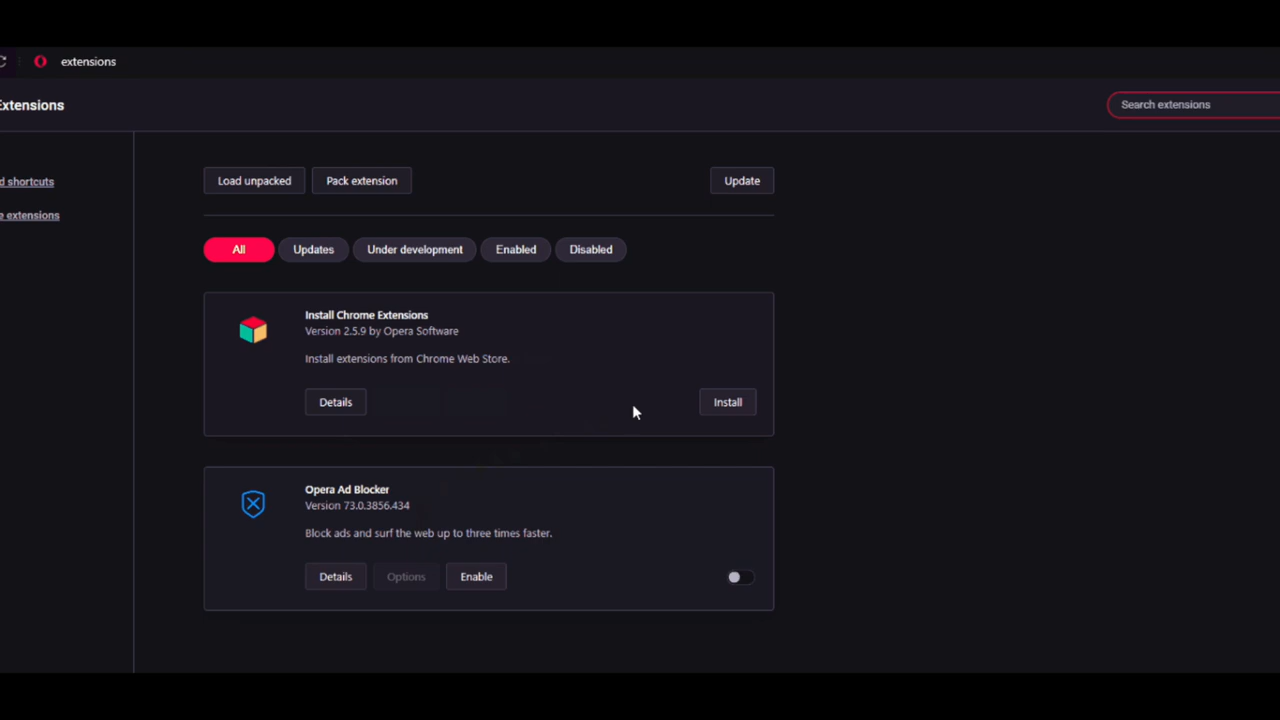 extensions
Extensions
Search extensions
d shortcuts
e extensions
Load unpacked
Pack extension
Update
All
Updates
Under development
Enabled
Disabled
Install Chrome Extensions
Version 2.5.9 by Opera Software
Install extensions from Chrome Web Store.
Details
Install
Opera Ad Blocker
Version 73.0.3856.434
Block ads and surf the web up to three times faster.
Details
Options
Enable